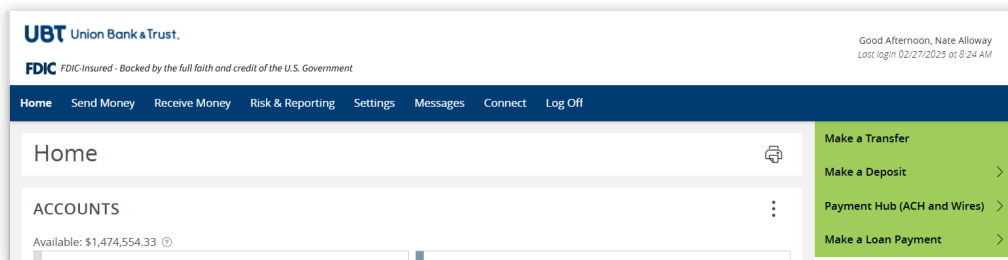 UBT Union Bank & Trust.
Good Afternoon, Nate Alloway
Last login 02/27/2025 at 8:24 AM
FDIC FDIC-Insured - Backed by the full faith and credit of the U.S. Government
Home Send Money Receive Money Risk & Reporting Settings Messages Connect Log Off
Home
Make a Transfer
Make a Deposit
Payment Hub (ACH and Wires)
Make a Loan Payment
ACCOUNTS
Available: $1,474,554.33 ?